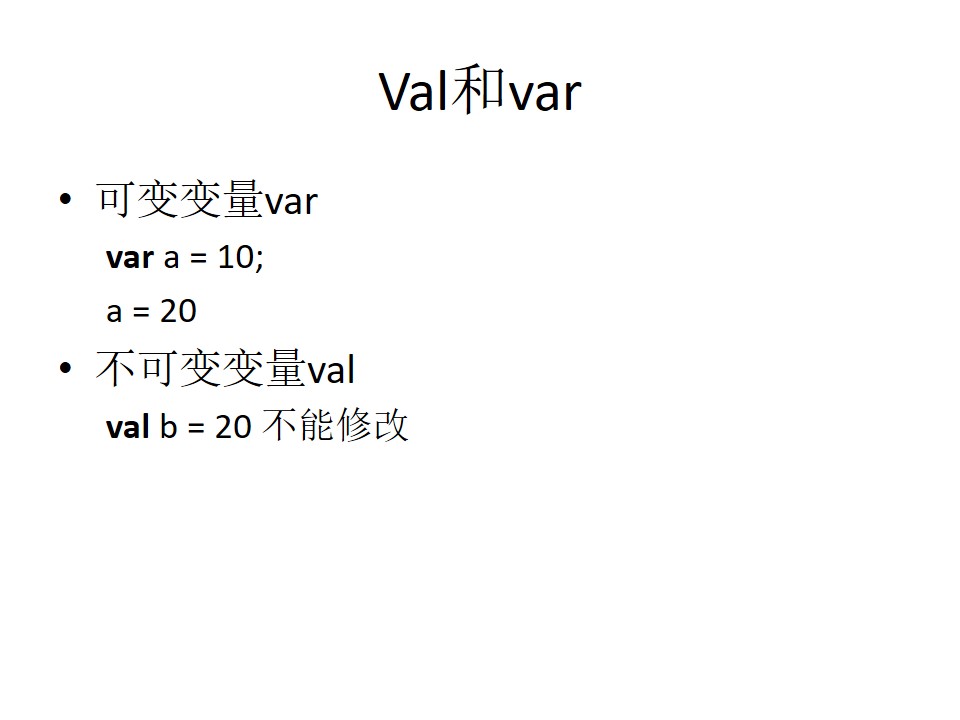 Val和var
• 可变变量var
var a = 10;
a = 20
• 不可变变量val
val b = 20 不能修改